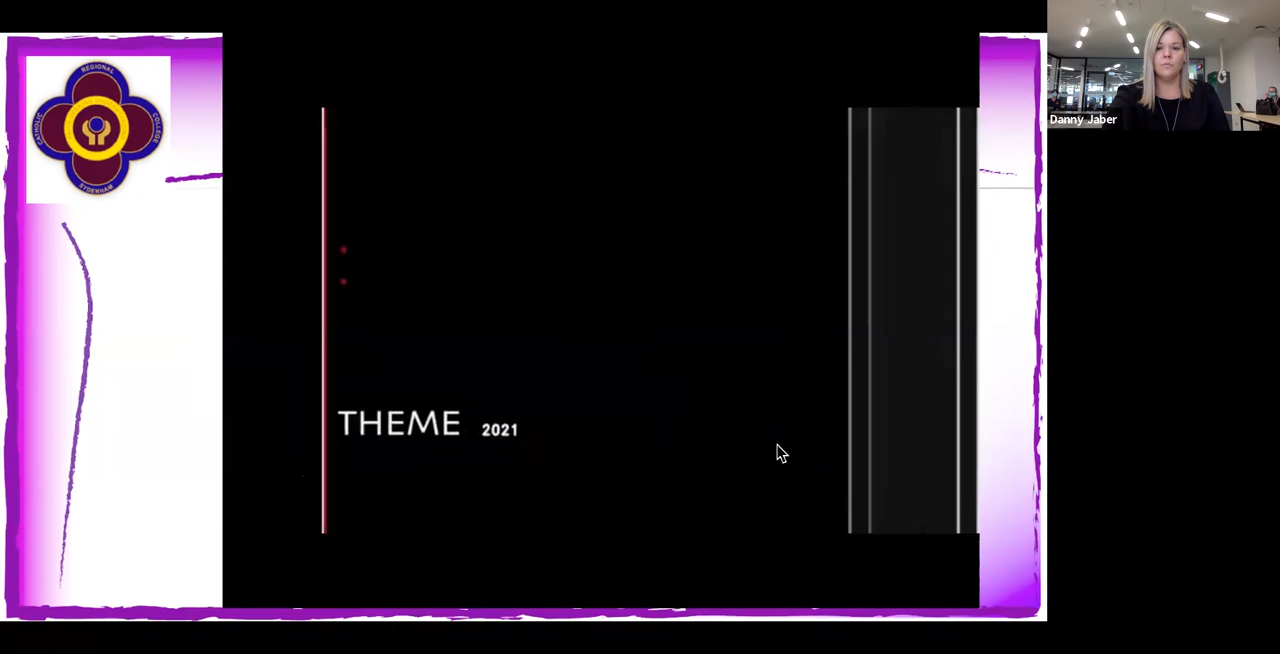 REGIONAL
CATHOLIC
COLLEGE
SYDENHAM
THEME 2021
Danny Jaber